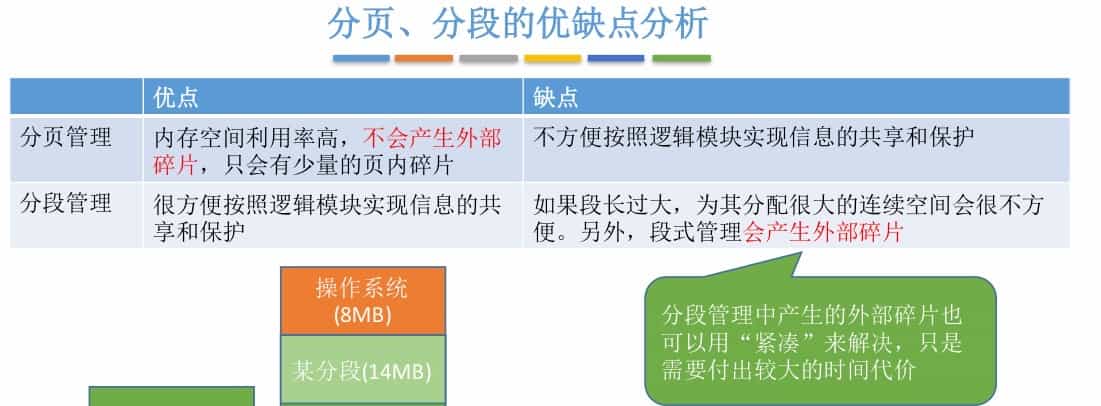 分页、分段的优缺点分析
优点
缺点
分页管理
内存空间利用率高，不会产生外部
碎片，只会有少量的页内碎片
不方便按照逻辑模块实现信息的共享和保护
分段管理
很方便按照逻辑模块实现信息的共
享和保护
如果段长过大，为其分配很大的连续空间会很不方
便。另外，段式管理会产生外部碎片
操作系统
(8MB)
某分段(14MB)
分段管理中产生的外部碎片也
可以用“紧凑”来解决，只是
需要付出较大的时间代价